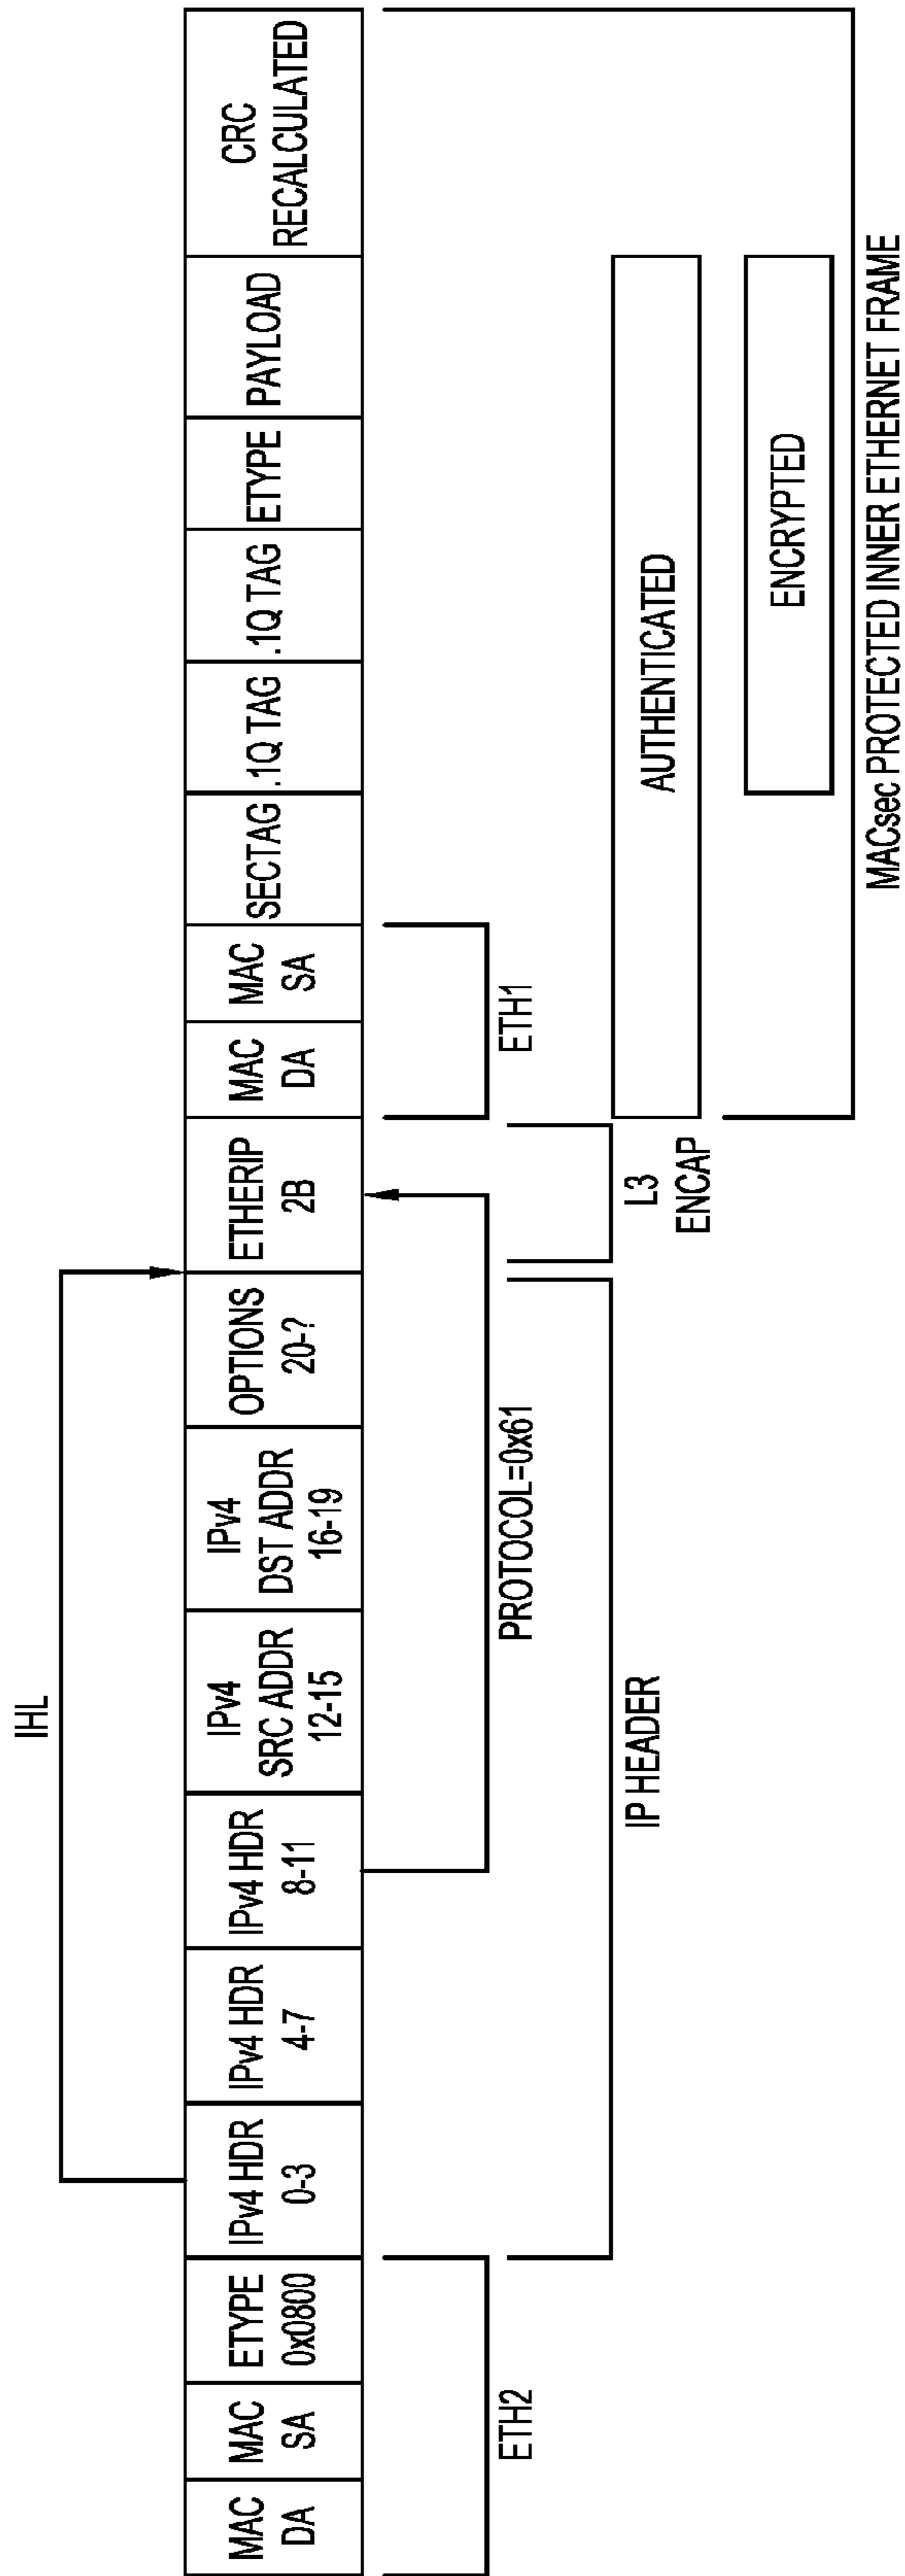 IHL
MAC
DA
MAC
SA
ETYPE
0x0800
IPv4 HDR
0-3
IPv4 HDR
4-7
IPv4 HDR
8-11
IPv4
SRC ADDR
12-15
IPv4
DST ADDR
16-19
OPTIONS
20-?
ETHERIP
2B
MAC
DA
MAC
SA
SECTAG
.1Q TAG
.1Q TAG
ETYPE
PAYLOAD
CRC
RECALCULATED
ETH2
PROTOCOL=0x61
ETH1
IP HEADER
L3
ENCAP
AUTHENTICATED
ENCRYPTED
MACsec PROTECTED INNER ETHERNET FRAME